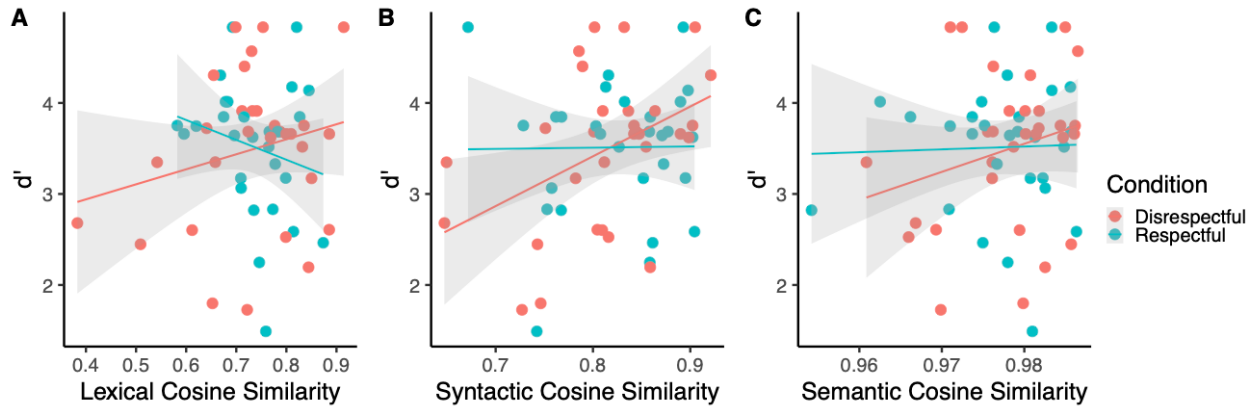 A
B
C
d'
4
3
2
0.4 0.5 0.6 0.7 0.8 0.9
Lexical Cosine Similarity
d'
4
3
2
0.7 0.8 0.9
Syntactic Cosine Similarity
d'
4
3
2
0.96 0.97 0.98
Semantic Cosine Similarity
Condition
Disrespectful
Respectful